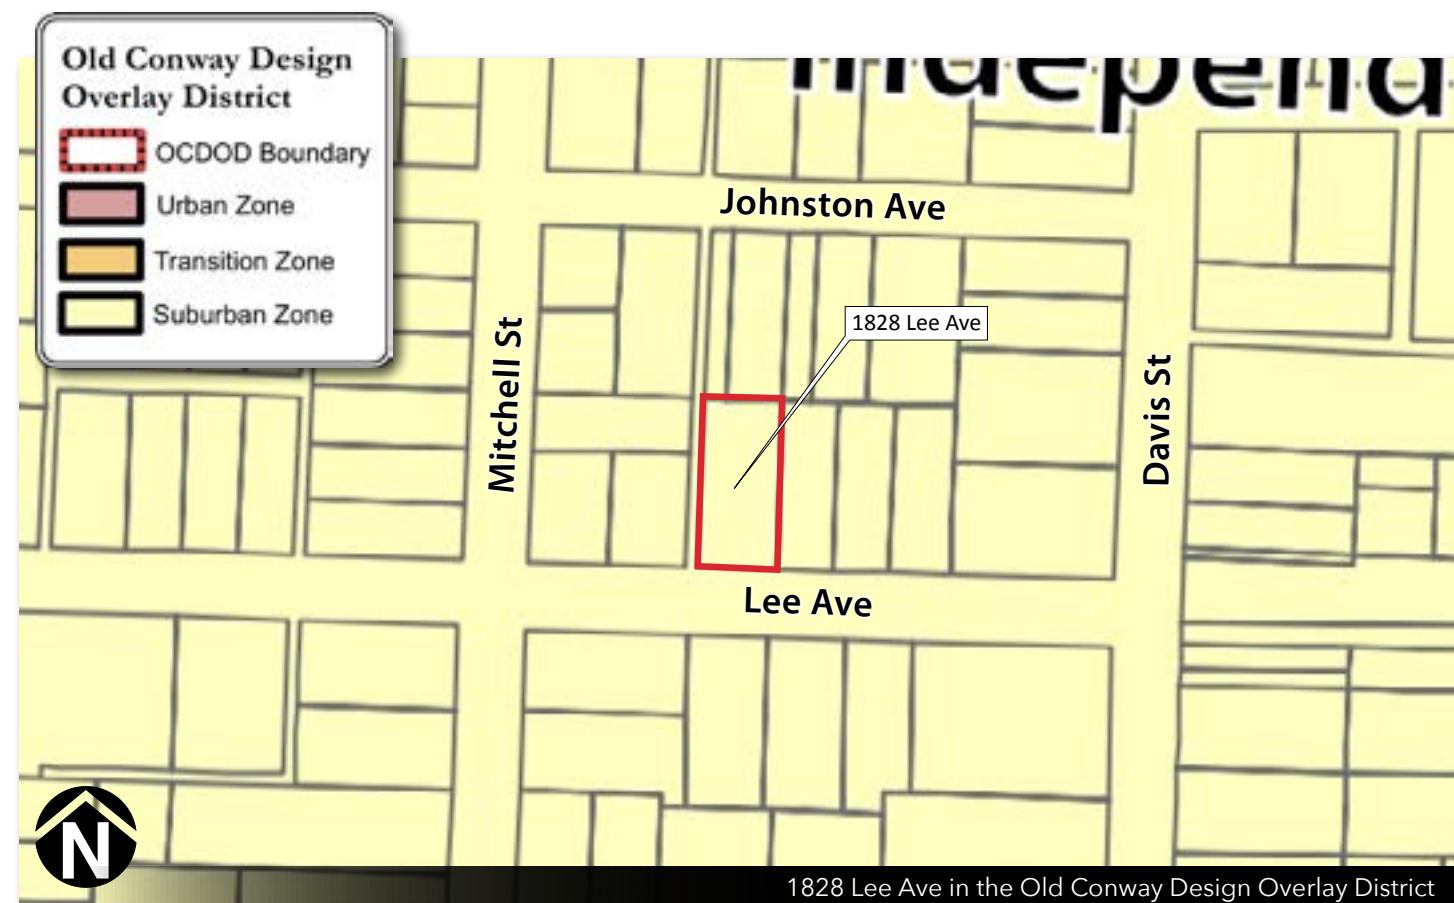 Old Conway Design
Overlay District
OCDOD Boundary
Urban Zone
Transition Zone
Suburban Zone
Johnston Ave
1828 Lee Ave
Mitchell St
Davis St
Lee Ave
N
1828 Lee Ave in the Old Conway Design Overlay District